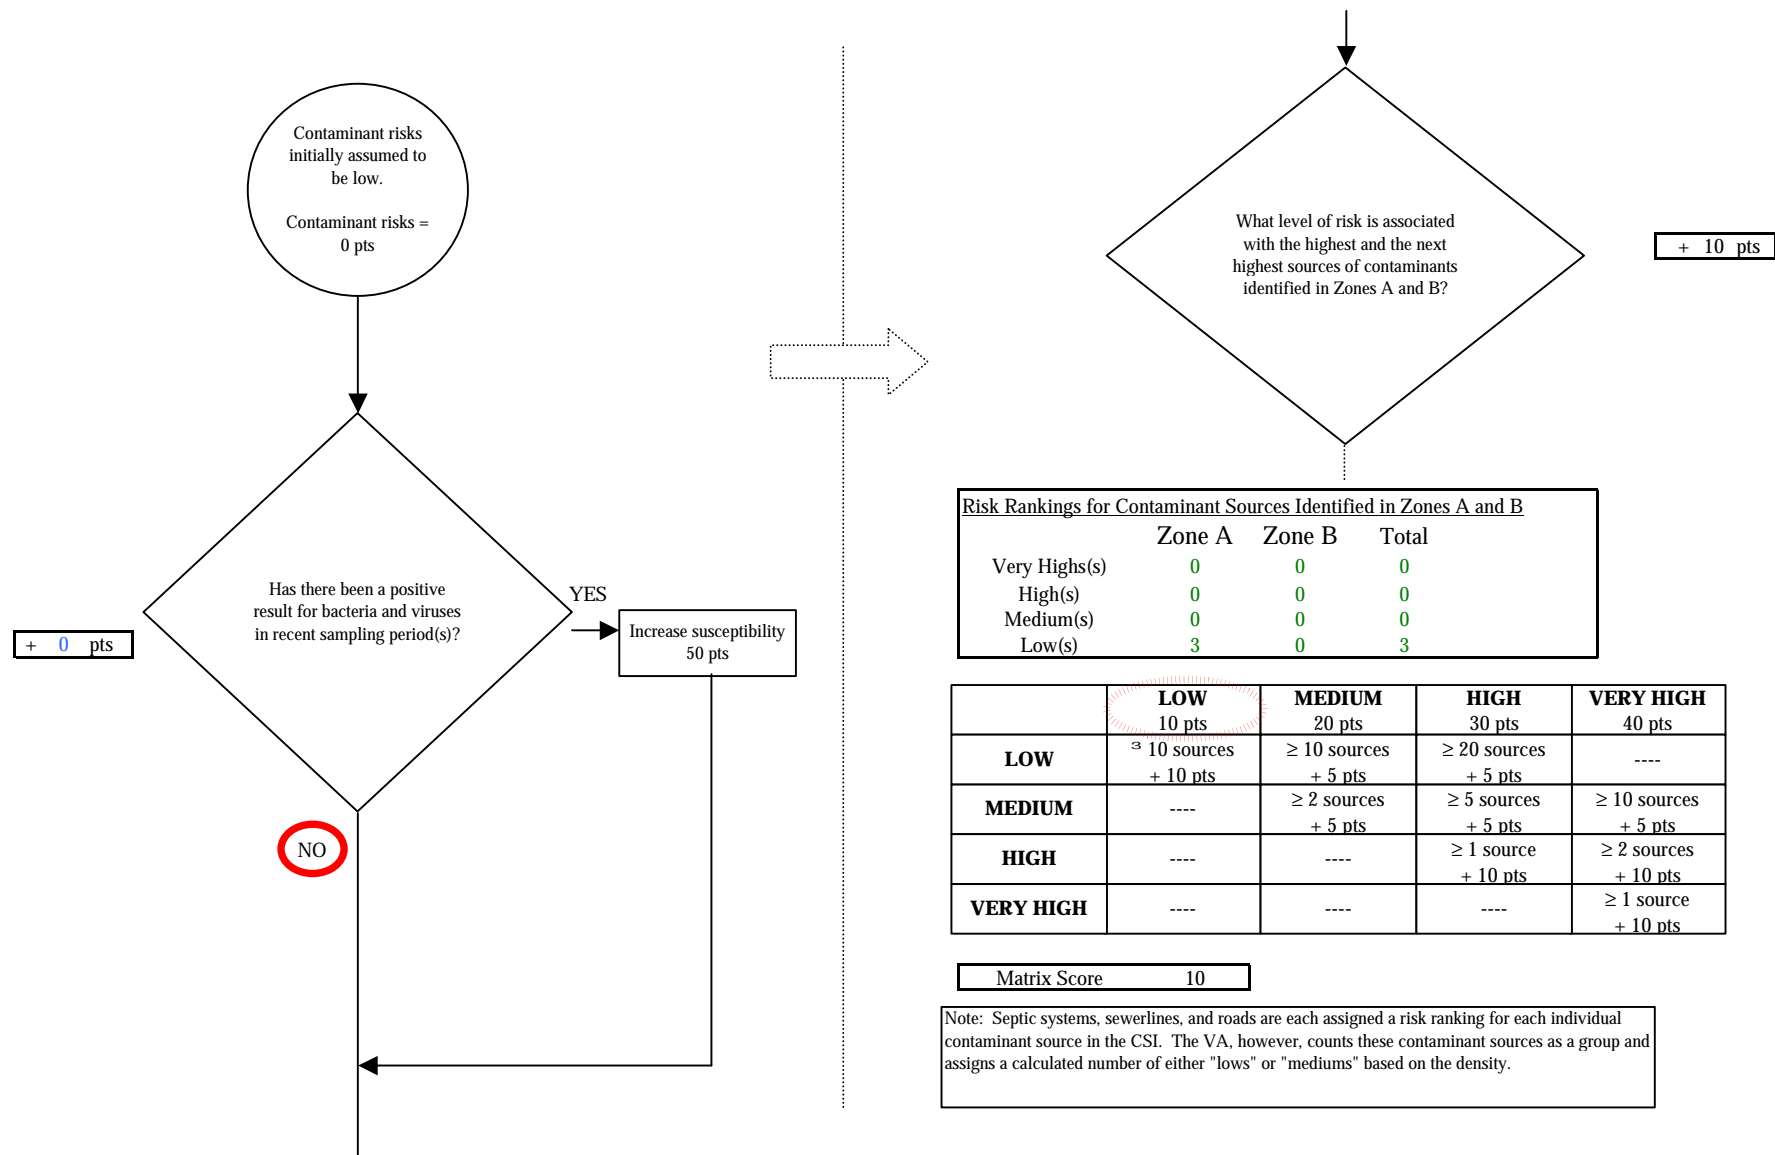 Contaminant risks
initially assumed to
be low.
Contaminant risks =
0 pts
Has there been a positive
result for bacteria and viruses
in recent sampling period(s)?
+ 0 pts
YES
Increase susceptibility
50 pts
NO
What level of risk is associated
with the highest and the next
highest sources of contaminants
identified in Zones A and B?
+ 10 pts
Risk Rankings for Contaminant Sources Identified in Zones A and B
Zone A Zone B Total
Very Highs(s) 0 0 0
High(s) 0 0 0
Medium(s) 0 0 0
Low(s) 3 0 3
LOW MEDIUM HIGH VERY HIGH
10 pts 20 pts 30 pts 40 pts
LOW ³ 10 sources ≥ 10 sources ≥ 20 sources ----
+ 10 pts + 5 pts + 5 pts
MEDIUM ---- ≥ 2 sources ≥ 5 sources ≥ 10 sources
+ 5 pts + 5 pts + 5 pts
HIGH ---- ---- ≥ 1 source ≥ 2 sources
+ 10 pts + 10 pts
VERY HIGH ---- ---- ---- ≥ 1 source
+ 10 pts
Matrix Score 10
Note: Septic systems, sewerlines, and roads are each assigned a risk ranking for each individual
contaminant source in the CSI. The VA, however, counts these contaminant sources as a group and
assigns a calculated number of either "lows" or "mediums" based on the density.